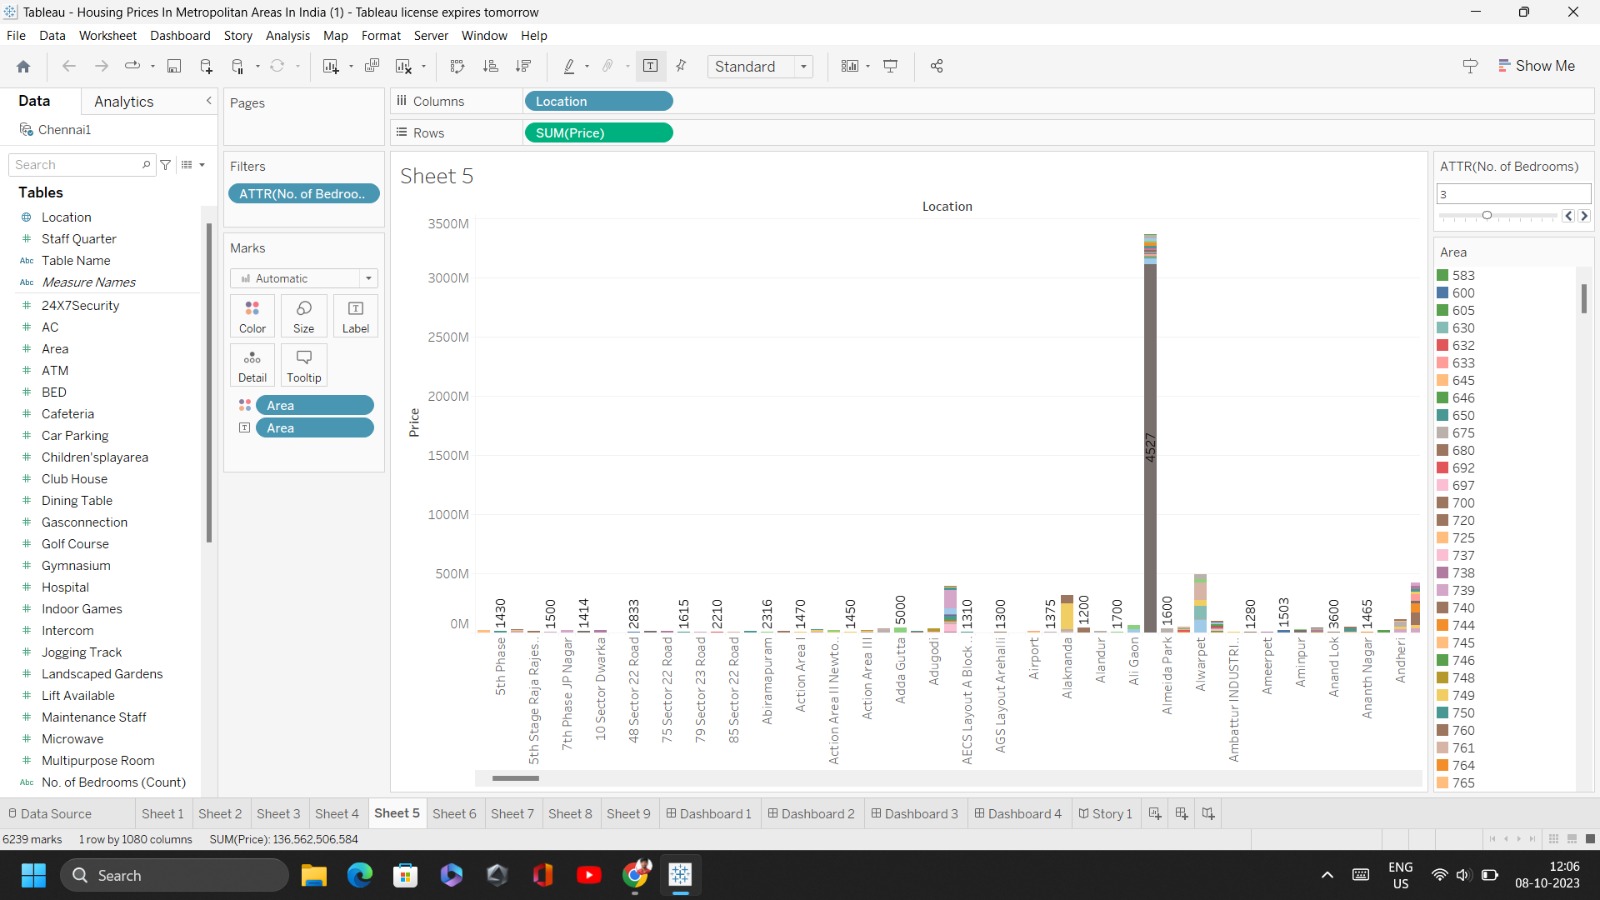 Tableau - Housing Prices In Metropolitan Areas In India (1) - Tableau license expires tomorrow
File Data Worksheet Dashboard Story Analysis Map Format Server Window Help
Standard
Show Me
Data Analytics
Chennai1
Search
Tables
Location
Staff Quarter
Abc Table Name
Abc Measure Names
24X7Security
AC
Area
ATM
BED
Cafeteria
Car Parking
Children'splayarea
Club House
Dining Table
Gasconnection
Golf Course
Gymnasium
Hospital
Indoor Games
Intercom
Jogging Track
Landscaped Gardens
Lift Available
Maintenance Staff
Microwave
Multipurpose Room
Abc No. of Bedrooms (Count)
Pages
Filters
ATTR(No. of Bedroo..
Marks
Automatic
Color Size Label
Detail Tooltip
Area
Area
Columns Location
Rows SUM(Price)
Sheet 5
Location
Price
3500M
3000M
2500M
2000M
1500M
1000M
500M
0M
1430
1500
1414
2833
1615
2210
2316
1470
1450
5000
1310
1300
1375
1200
1700
4527
1600
1280
1503
3600
1465
5th Phase
5th Stage Raja Rajes..
7th Phase JP Nagar
10 Sector Dwarka
48 Sector 22 Road
75 Sector 22 Road
79 Sector 23 Road
85 Sector 22 Road
Abiramapuram
Action Area I
Action Area II Newto..
Action Area III
Adda Gutta
Adugodi
AECS Layout A Block ..
AGS Layout Arehalli
Airport
Alaknanda
Alandur
Ali Gaon
Almeida Park
Alwarpet
Ambattur INDUSTRI..
Ameerpet
Aminpur
Anand Lok
Ananth Nagar
Andheri
ATTR(No. of Bedrooms)
3
Area
583
600
605
630
632
633
645
646
650
675
680
692
697
700
720
725
737
738
739
740
744
745
746
748
749
750
760
761
764
765
Data Source Sheet 1 Sheet 2 Sheet 3 Sheet 4 Sheet 5 Sheet 6 Sheet 7 Sheet 8 Sheet 9 Dashboard 1 Dashboard 2 Dashboard 3 Dashboard 4 Story 1
6239 marks 1 row by 1080 columns SUM(Price): 136,562,506,584
Search
ENG
US
12:06
08-10-2023